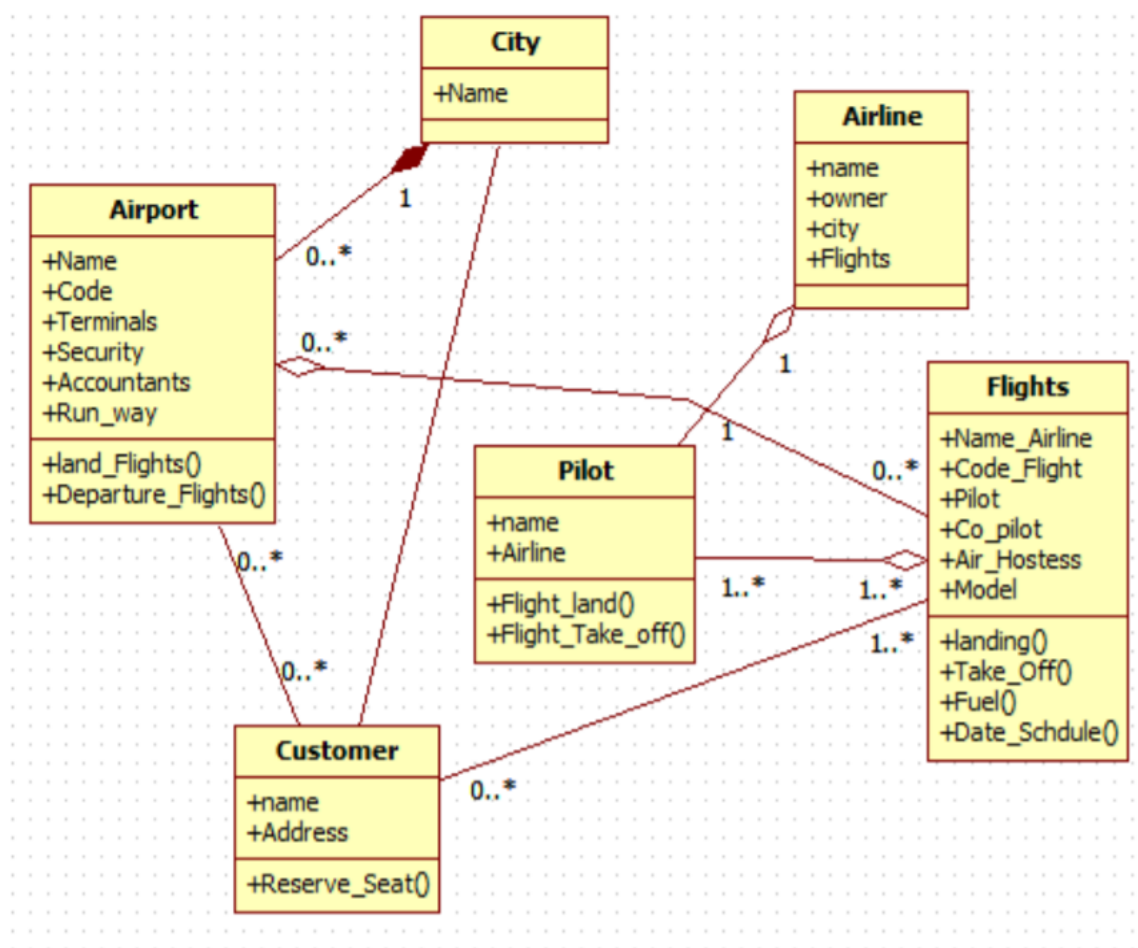 City
+Name
1
0..*
Airport
+Name
+Code
+Terminals
+Security
+Accountants
+Run_way
+land_Flights()
+Departure_Flights()
0..*
Airline
+name
+owner
+city
+Flights
1
1
0..*
Flights
+Name_Airline
+Code_Flight
+Pilot
+Co_pilot
+Air_Hostess
+Model
+landing()
+Take_Off()
+Fuel()
+Date_Schdule()
Pilot
+name
+Airline
+Flight_land()
+Flight_Take_off()
1..*
1..*
1..*
0..*
0..*
0..*
Customer
+name
+Address
+Reserve_Seat()